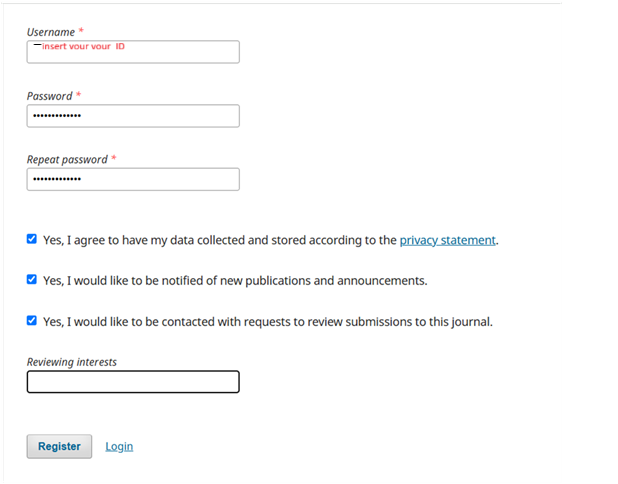 Username *
insert your your ID
Password *
•••••••••••••
Repeat password *
•••••••••••••
Yes, I agree to have my data collected and stored according to the privacy statement.
Yes, I would like to be notified of new publications and announcements.
Yes, I would like to be contacted with requests to review submissions to this journal.
Reviewing interests
Register Login